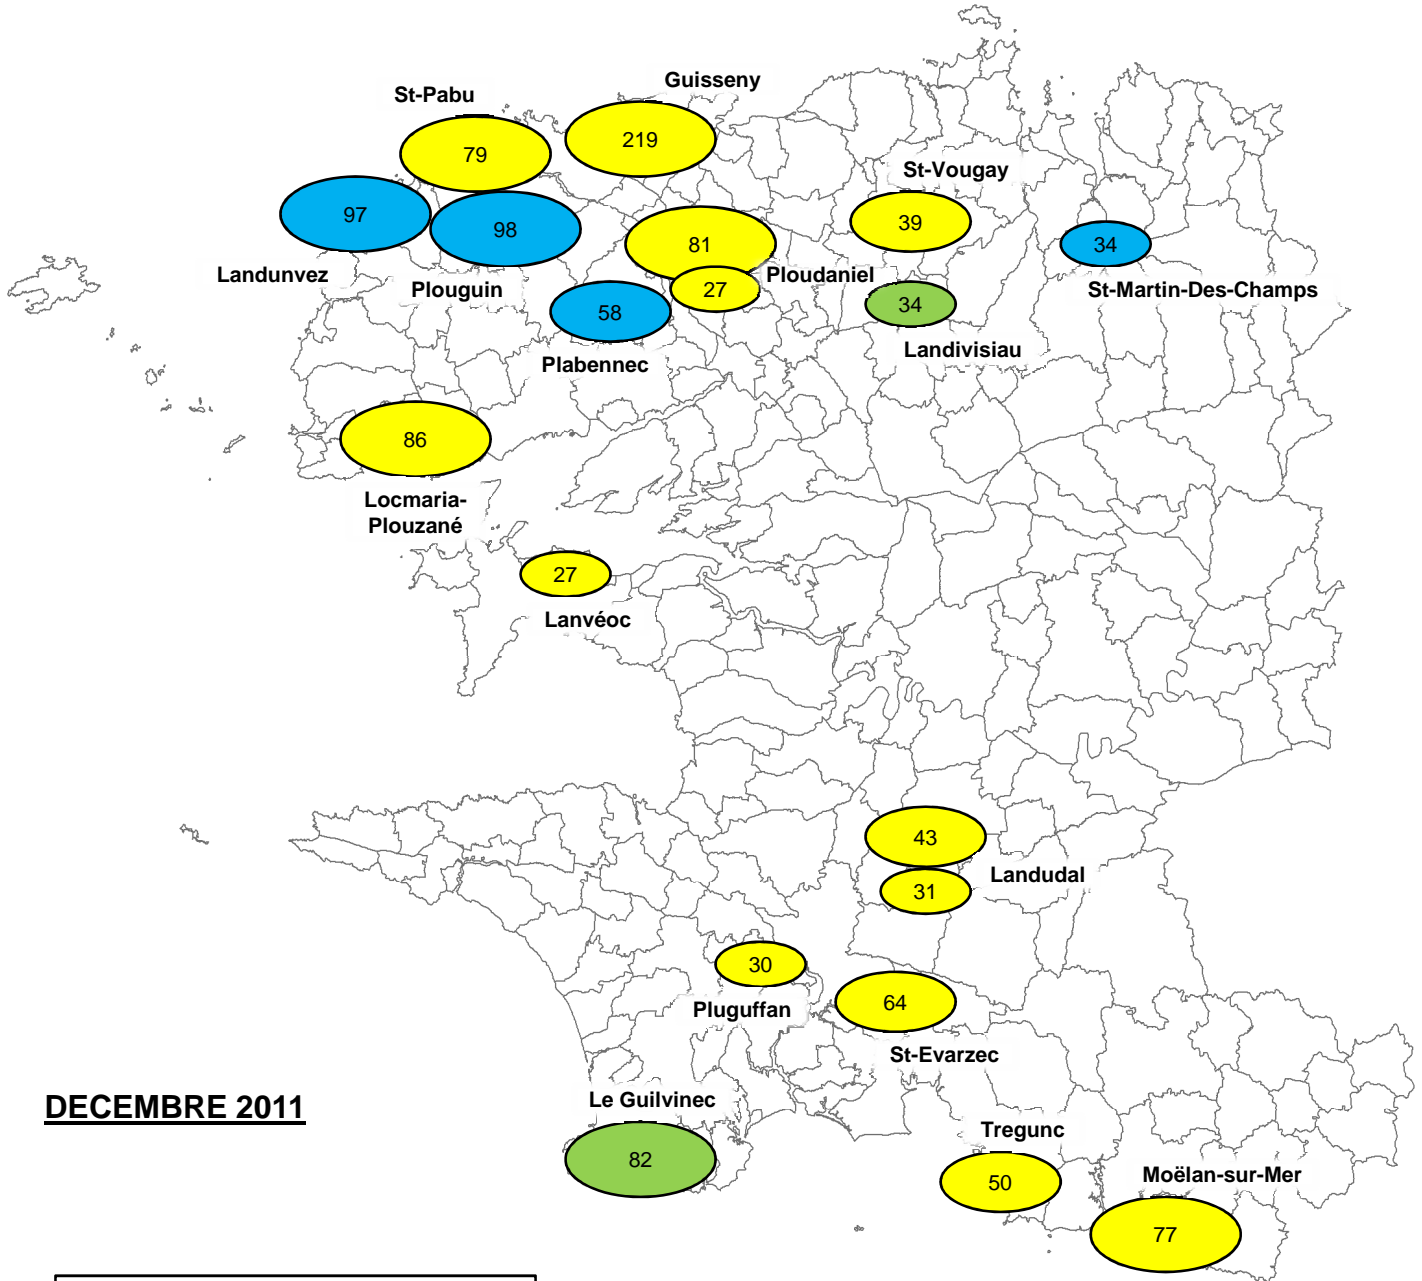 Guisseny
St-Pabu
219
79
St-Vougay
97
98
39
81
34
Landunvez
Plouguin
27
Ploudaniel
St-Martin-Des-Champs
58
34
Plabennec
Landivisiau
86
Locmaria-
Plouzané
27
Lanvéoc
43
Landudal
31
30
Pluguffan
64
St-Evarzec
Le Guilvinec
DECEMBRE 2011
Tregunc
82
50
Moëlan-sur-Mer
77